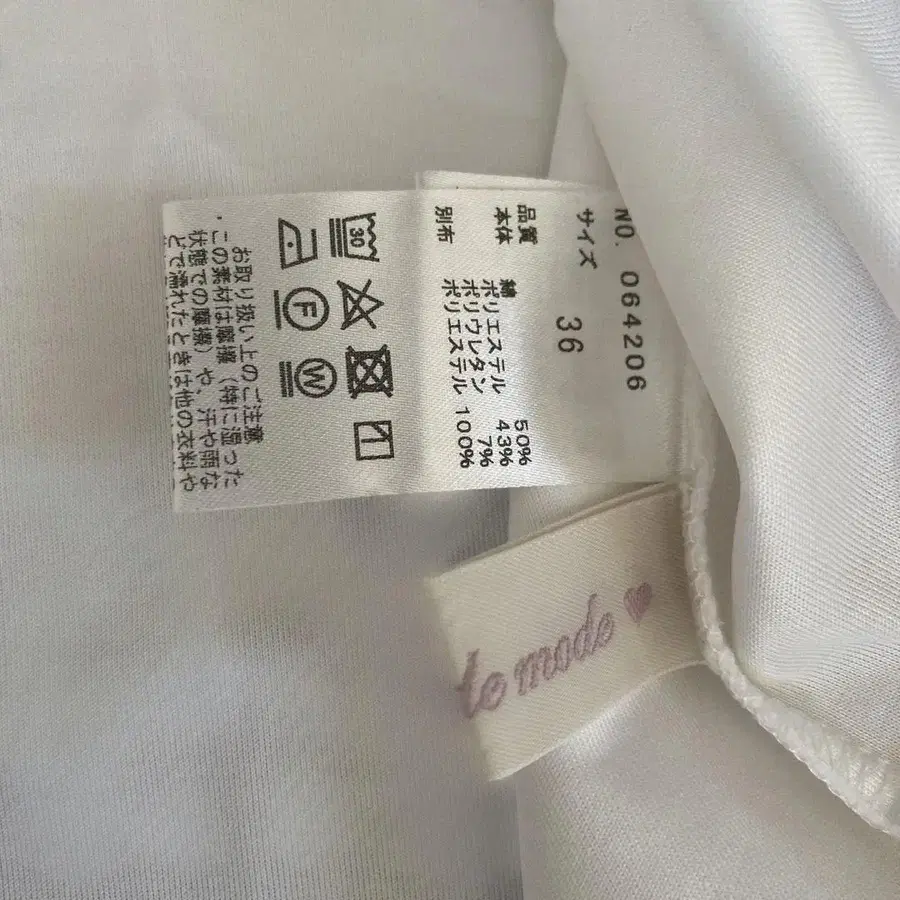 NO. 064206
サイズ 36
品質
本体 綿 50%
ポリエステル 43%
ポリウレタン 7%
別布 ポリエステル 100%
30
F
W
お取り扱い上のご注意
この素材は摩擦(特に湿った
状態での摩擦)や、汗や雨な
どで濡れたときは他の衣料や
te mode